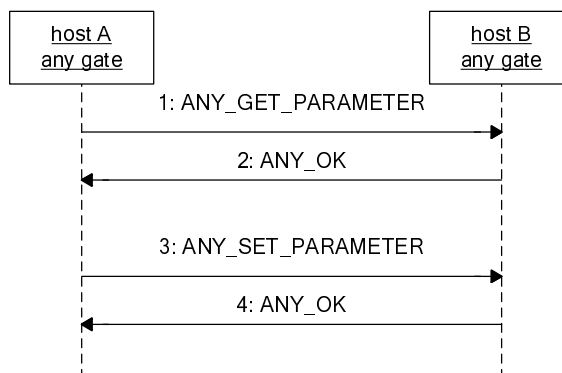 host A
any gate
host B
any gate
1: ANY_GET_PARAMETER
2: ANY_OK
3: ANY_SET_PARAMETER
4: ANY_OK